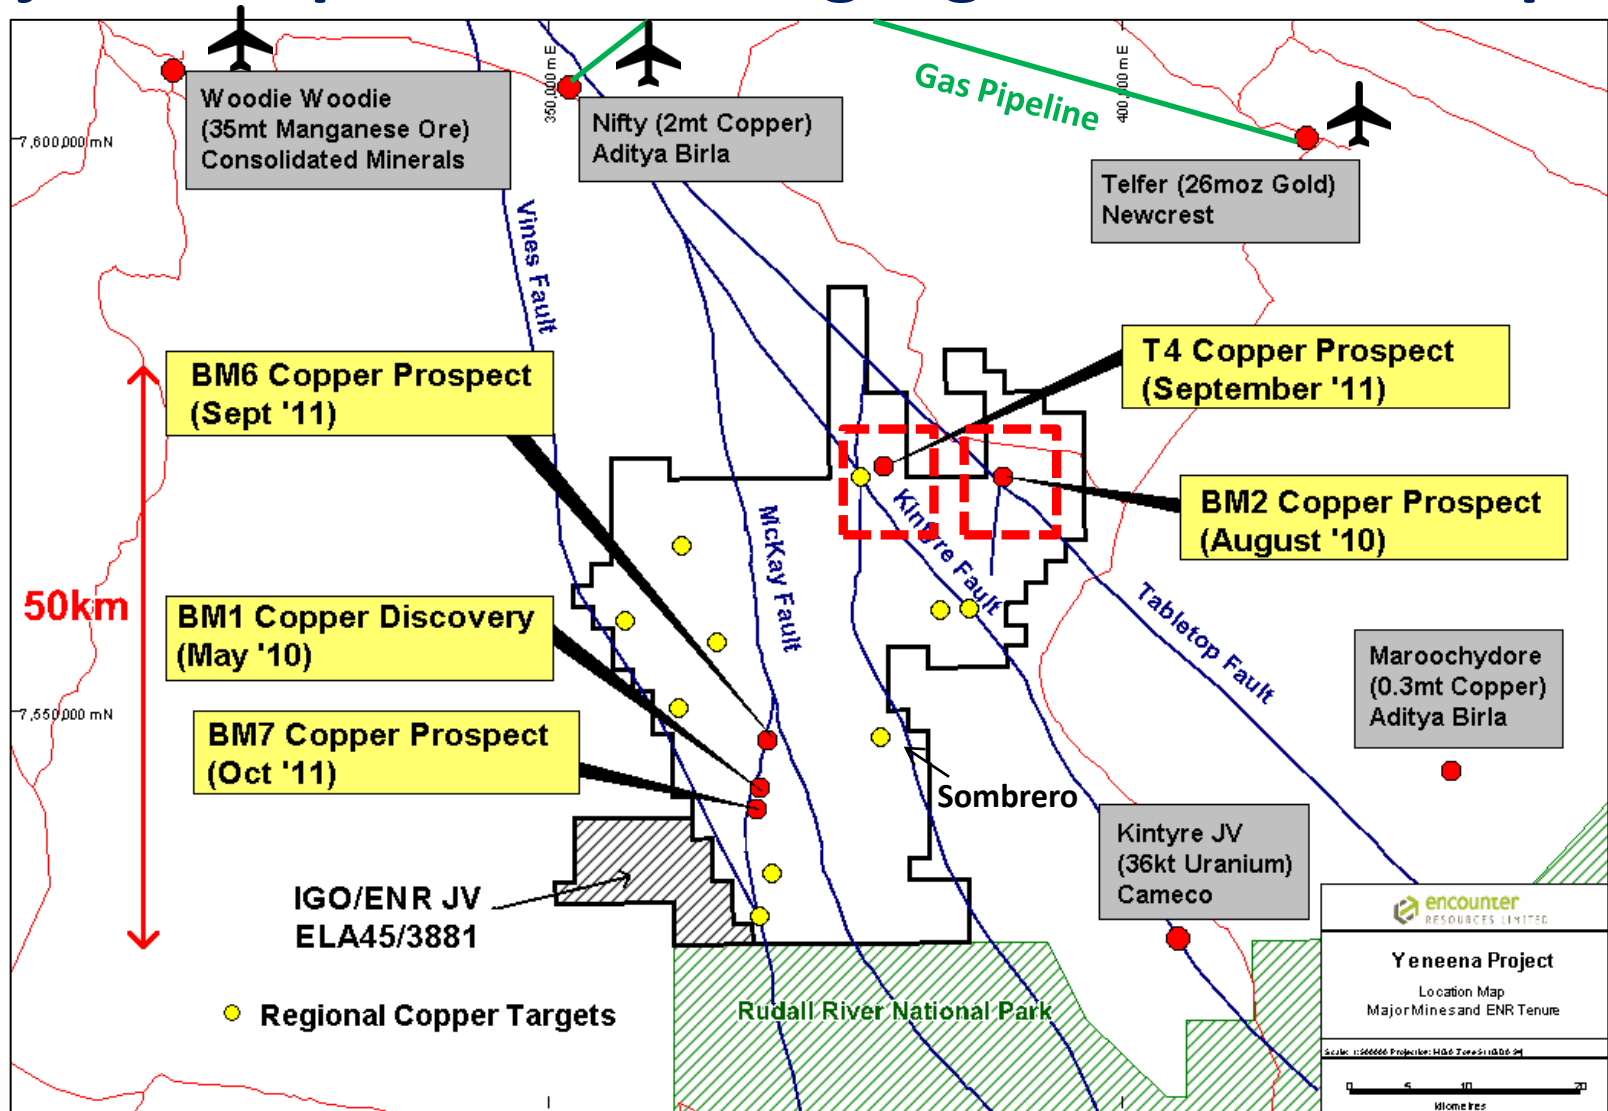 Woodie Woodie
(35mt Manganese Ore)
Consolidated Minerals
350,000 mE
Nifty (2mt Copper)
Aditya Birla
Gas Pipeline
400,000 mE
7,600,000 mN
Telfer (26moz Gold)
Newcrest
Vines Fault
BM6 Copper Prospect
(Sept '11)
T4 Copper Prospect
(September '11)
BM2 Copper Prospect
(August '10)
McKay Fault
Kintyre Fault
Tabletop Fault
50km
BM1 Copper Discovery
(May '10)
Maroochydore
(0.3mt Copper)
Aditya Birla
7,550,000 mN
BM7 Copper Prospect
(Oct '11)
Sombrero
Kintyre JV
(36kt Uranium)
Cameco
IGO/ENR JV
ELA45/3881
encounter
RESOURCES LIMITED
Yeneena Project
Location Map
Major Mines and ENR Tenure
Regional Copper Targets
Rudall River National Park
0 5 10 20
kilometres